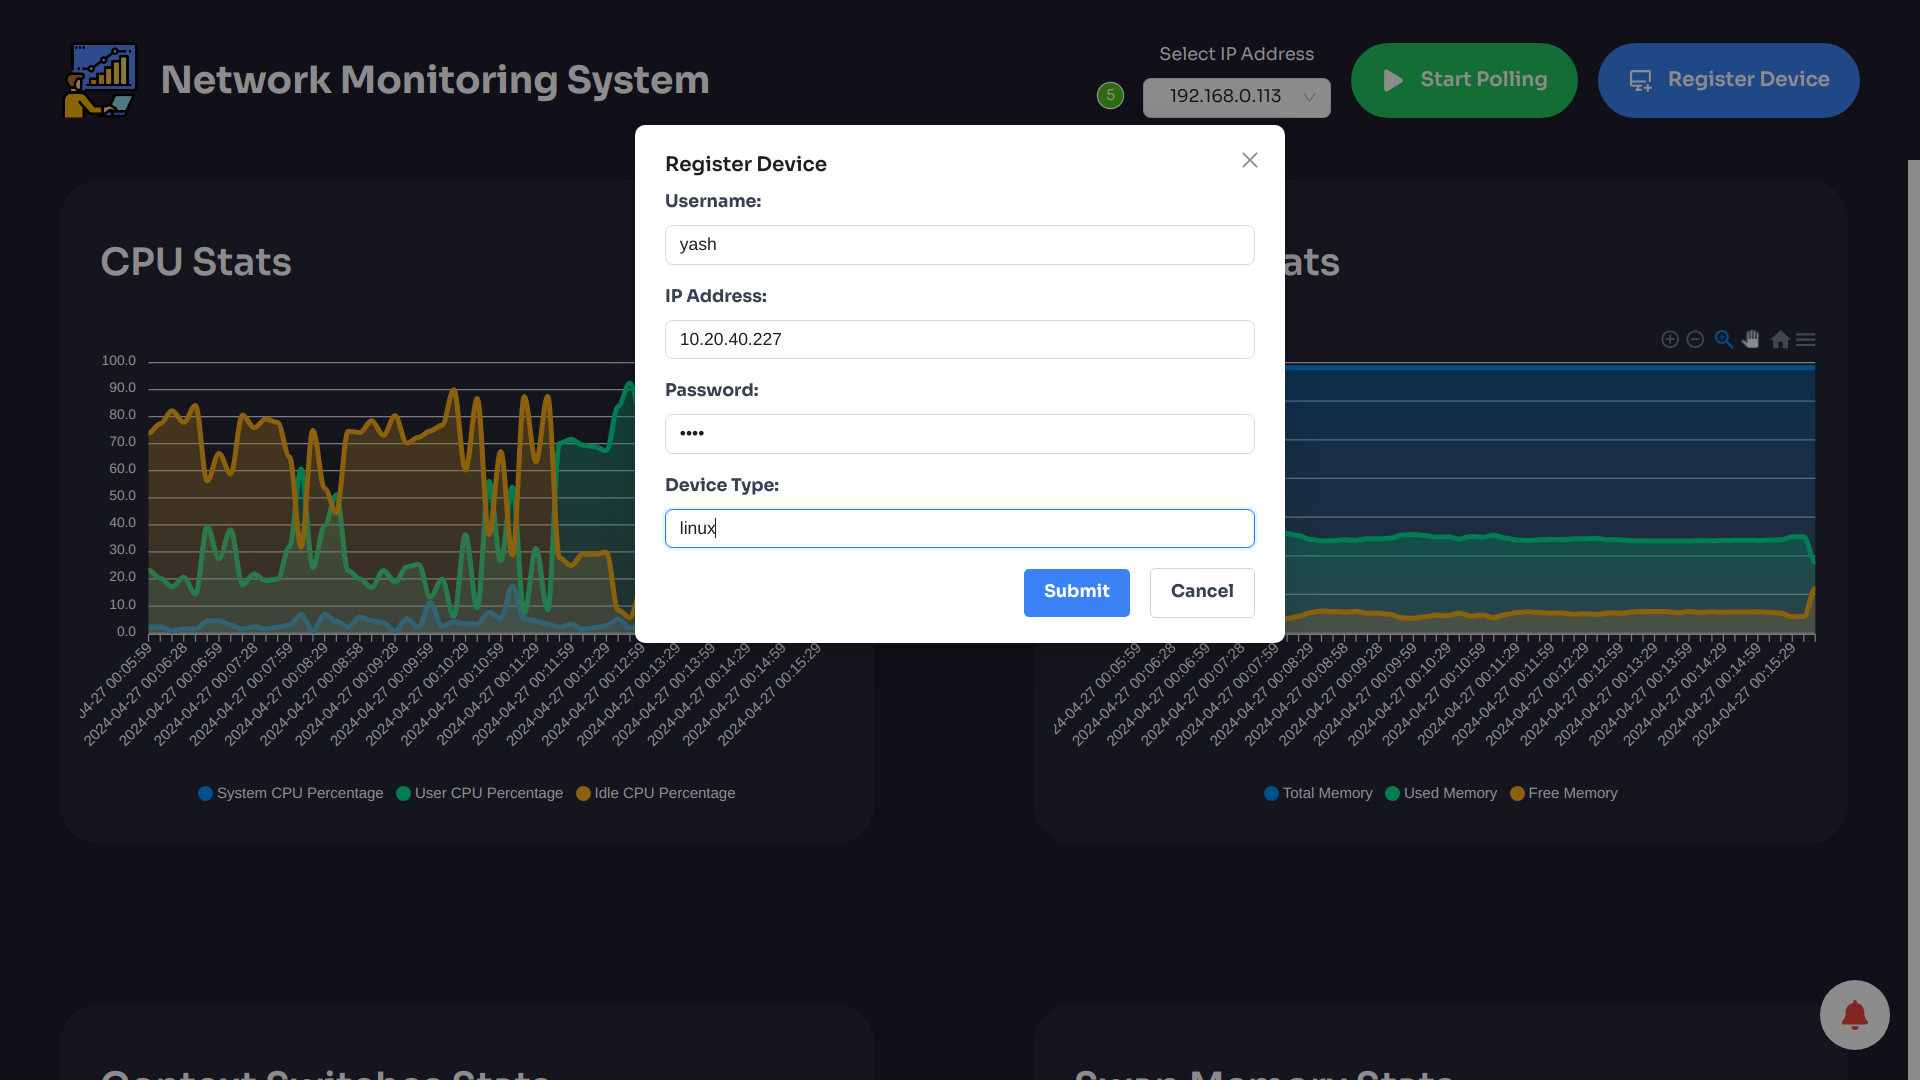 Network Monitoring System
Select IP Address
5
192.168.0.113
Start Polling
Register Device
Register Device
Username:
yash
IP Address:
10.20.40.227
Password:
••••
Device Type:
linux
Submit
Cancel
CPU Stats
100.0
90.0
80.0
70.0
60.0
50.0
40.0
30.0
20.0
10.0
0.0
04-27 00:05:59
2024-04-27 00:06:28
2024-04-27 00:06:59
2024-04-27 00:07:28
2024-04-27 00:07:59
2024-04-27 00:08:29
2024-04-27 00:08:58
2024-04-27 00:09:28
2024-04-27 00:09:59
2024-04-27 00:10:29
2024-04-27 00:10:59
2024-04-27 00:11:29
2024-04-27 00:11:59
2024-04-27 00:12:29
2024-04-27 00:12:59
2024-04-27 00:13:29
2024-04-27 00:13:59
2024-04-27 00:14:29
2024-04-27 00:14:59
2024-04-27 00:15:29
System CPU Percentage
User CPU Percentage
Idle CPU Percentage
ats
04-27 00:05:59
2024-04-27 00:06:28
2024-04-27 00:06:59
2024-04-27 00:07:28
2024-04-27 00:07:59
2024-04-27 00:08:29
2024-04-27 00:08:58
2024-04-27 00:09:28
2024-04-27 00:09:59
2024-04-27 00:10:29
2024-04-27 00:10:59
2024-04-27 00:11:29
2024-04-27 00:11:59
2024-04-27 00:12:29
2024-04-27 00:12:59
2024-04-27 00:13:29
2024-04-27 00:13:59
2024-04-27 00:14:29
2024-04-27 00:14:59
2024-04-27 00:15:29
Total Memory
Used Memory
Free Memory
Context Switches Stats
Swap Memory Stats